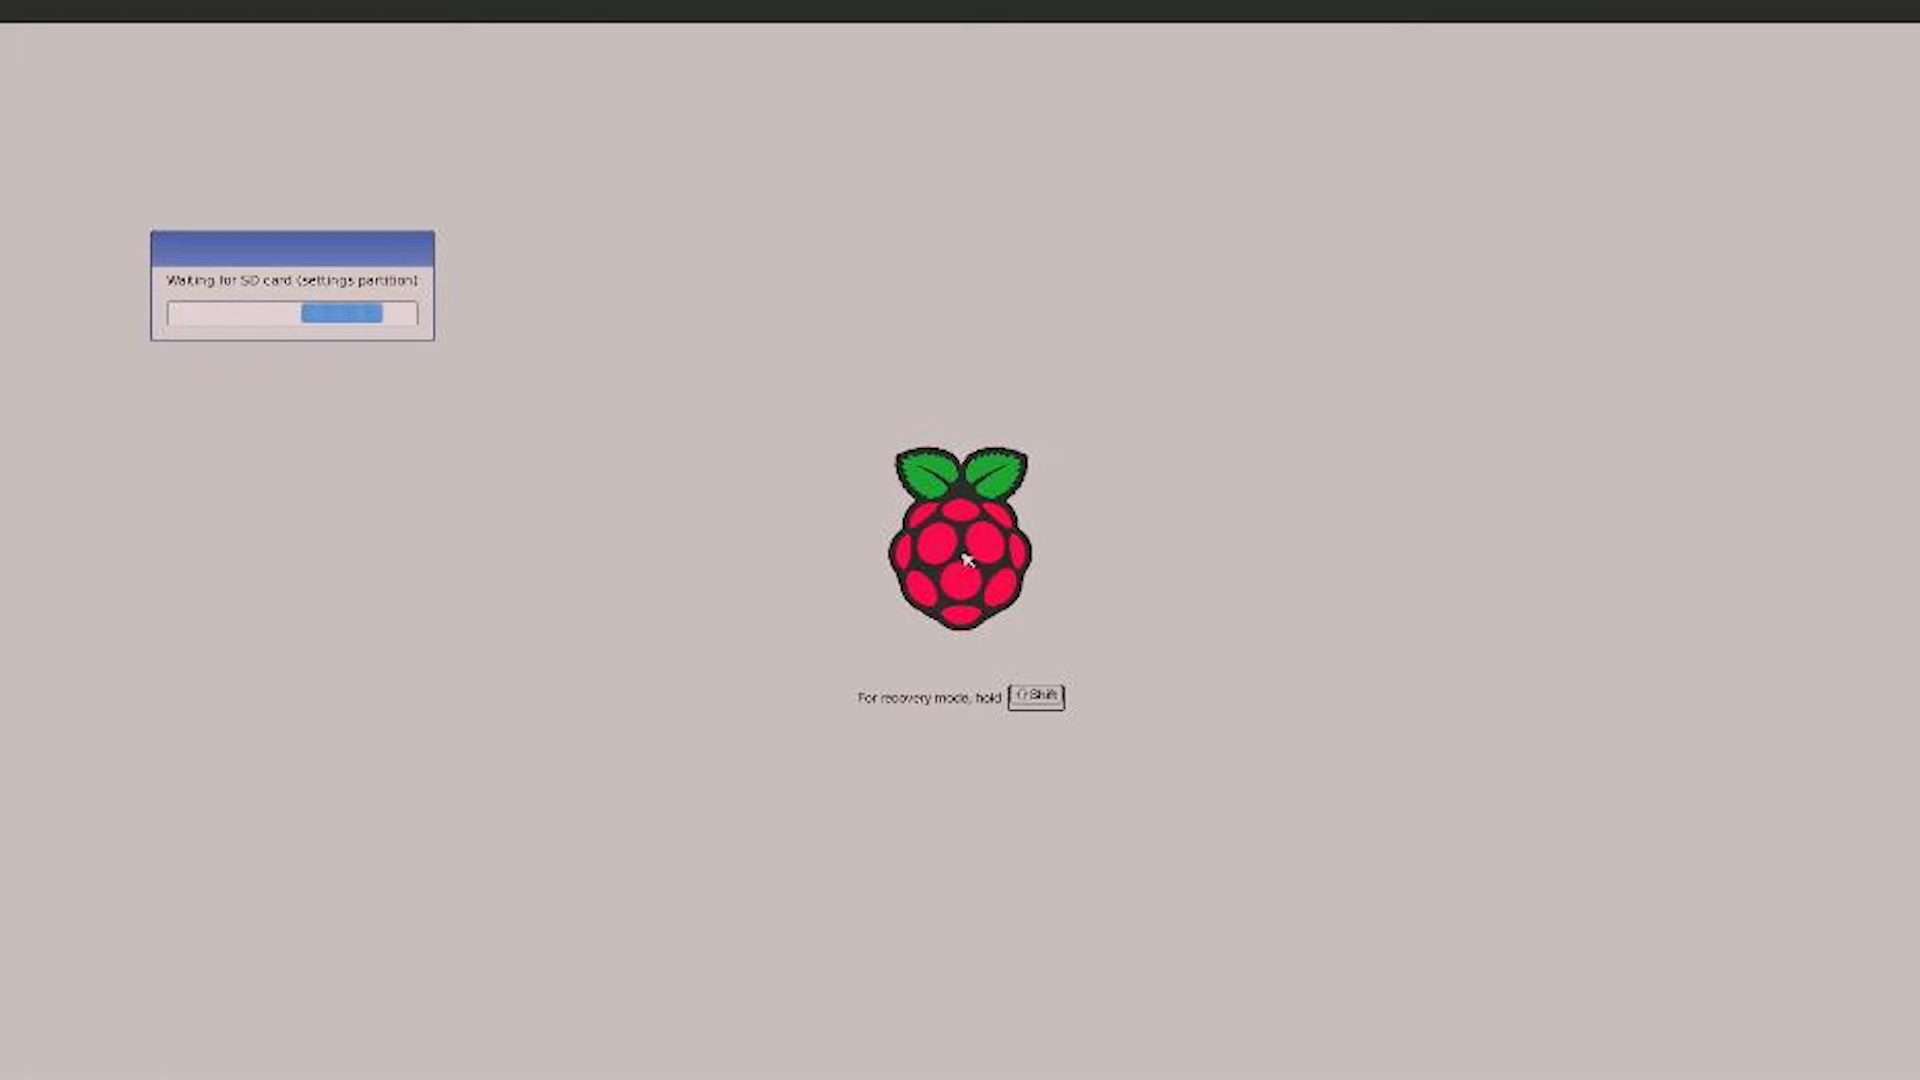 Waiting for SD card (settings partition)
For recovery mode, hold ⇧Shift